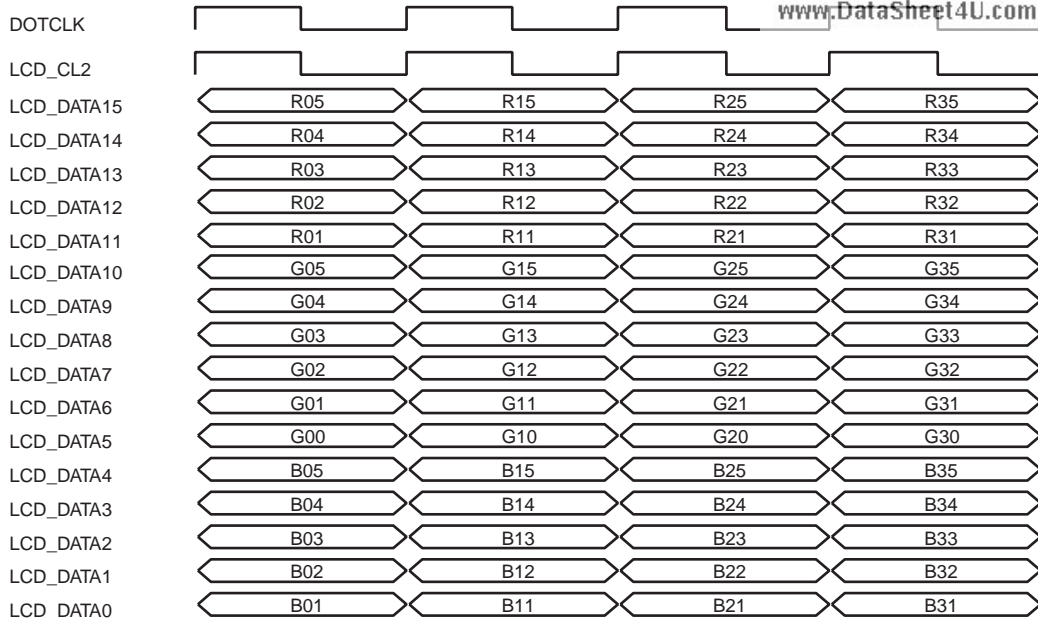 www.DataSheet4U.com
DOTCLK
LCD_CL2
LCD_DATA15 R05 R15 R25 R35
LCD_DATA14 R04 R14 R24 R34
LCD_DATA13 R03 R13 R23 R33
LCD_DATA12 R02 R12 R22 R32
LCD_DATA11 R01 R11 R21 R31
LCD_DATA10 G05 G15 G25 G35
LCD_DATA9 G04 G14 G24 G34
LCD_DATA8 G03 G13 G23 G33
LCD_DATA7 G02 G12 G22 G32
LCD_DATA6 G01 G11 G21 G31
LCD_DATA5 G00 G10 G20 G30
LCD_DATA4 B05 B15 B25 B35
LCD_DATA3 B04 B14 B24 B34
LCD_DATA2 B03 B13 B23 B33
LCD_DATA1 B02 B12 B22 B32
LCD_DATA0 B01 B11 B21 B31